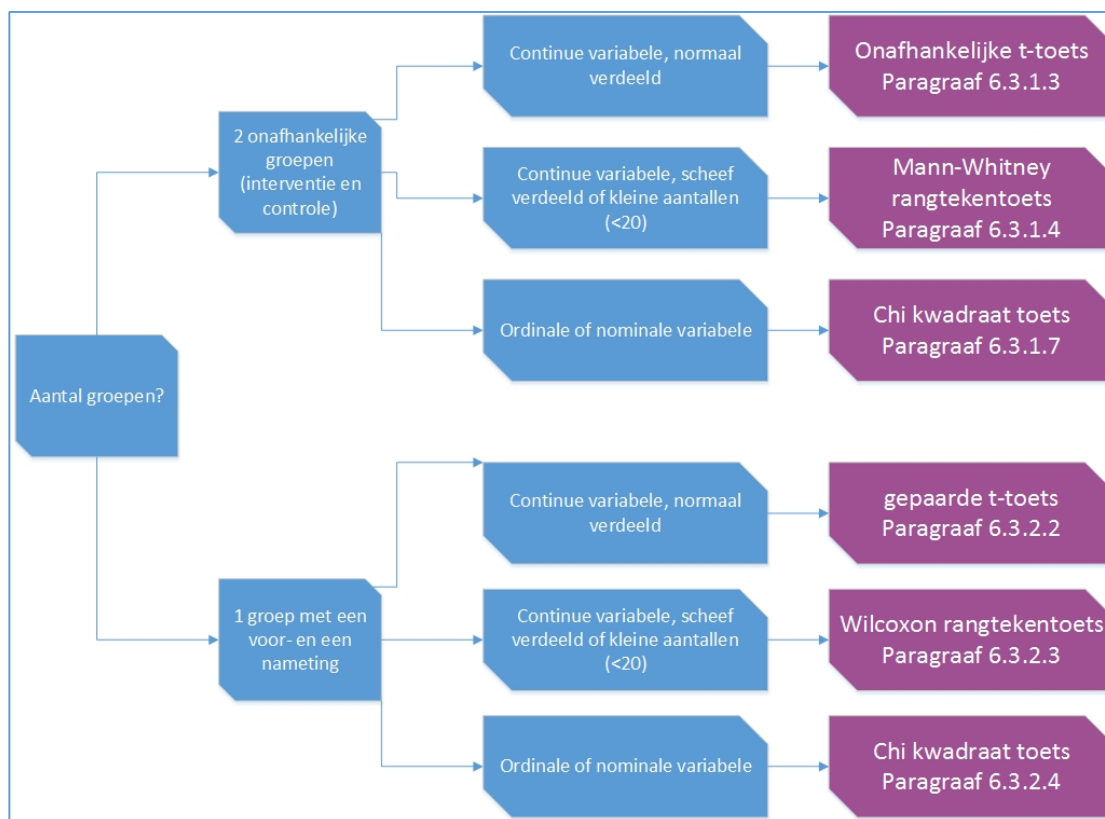 Aantal groepen?
2 onafhankelijke
groepen
(interventie en
controle)
Continue variabele, normaal
verdeeld
Onafhankelijke t-toets
Paragraaf 6.3.1.3
Continue variabele, scheef
verdeeld of kleine aantallen
(<20)
Mann-Whitney
rangtekentoets
Paragraaf 6.3.1.4
Ordinale of nominale variabele
Chi kwadraat toets
Paragraaf 6.3.1.7
1 groep met een
voor- en een
nameting
Continue variabele, normaal
verdeeld
gepaarde t-toets
Paragraaf 6.3.2.2
Continue variabele, scheef
verdeeld of kleine aantallen
(<20)
Wilcoxon rangtekentoets
Paragraaf 6.3.2.3
Ordinale of nominale variabele
Chi kwadraat toets
Paragraaf 6.3.2.4